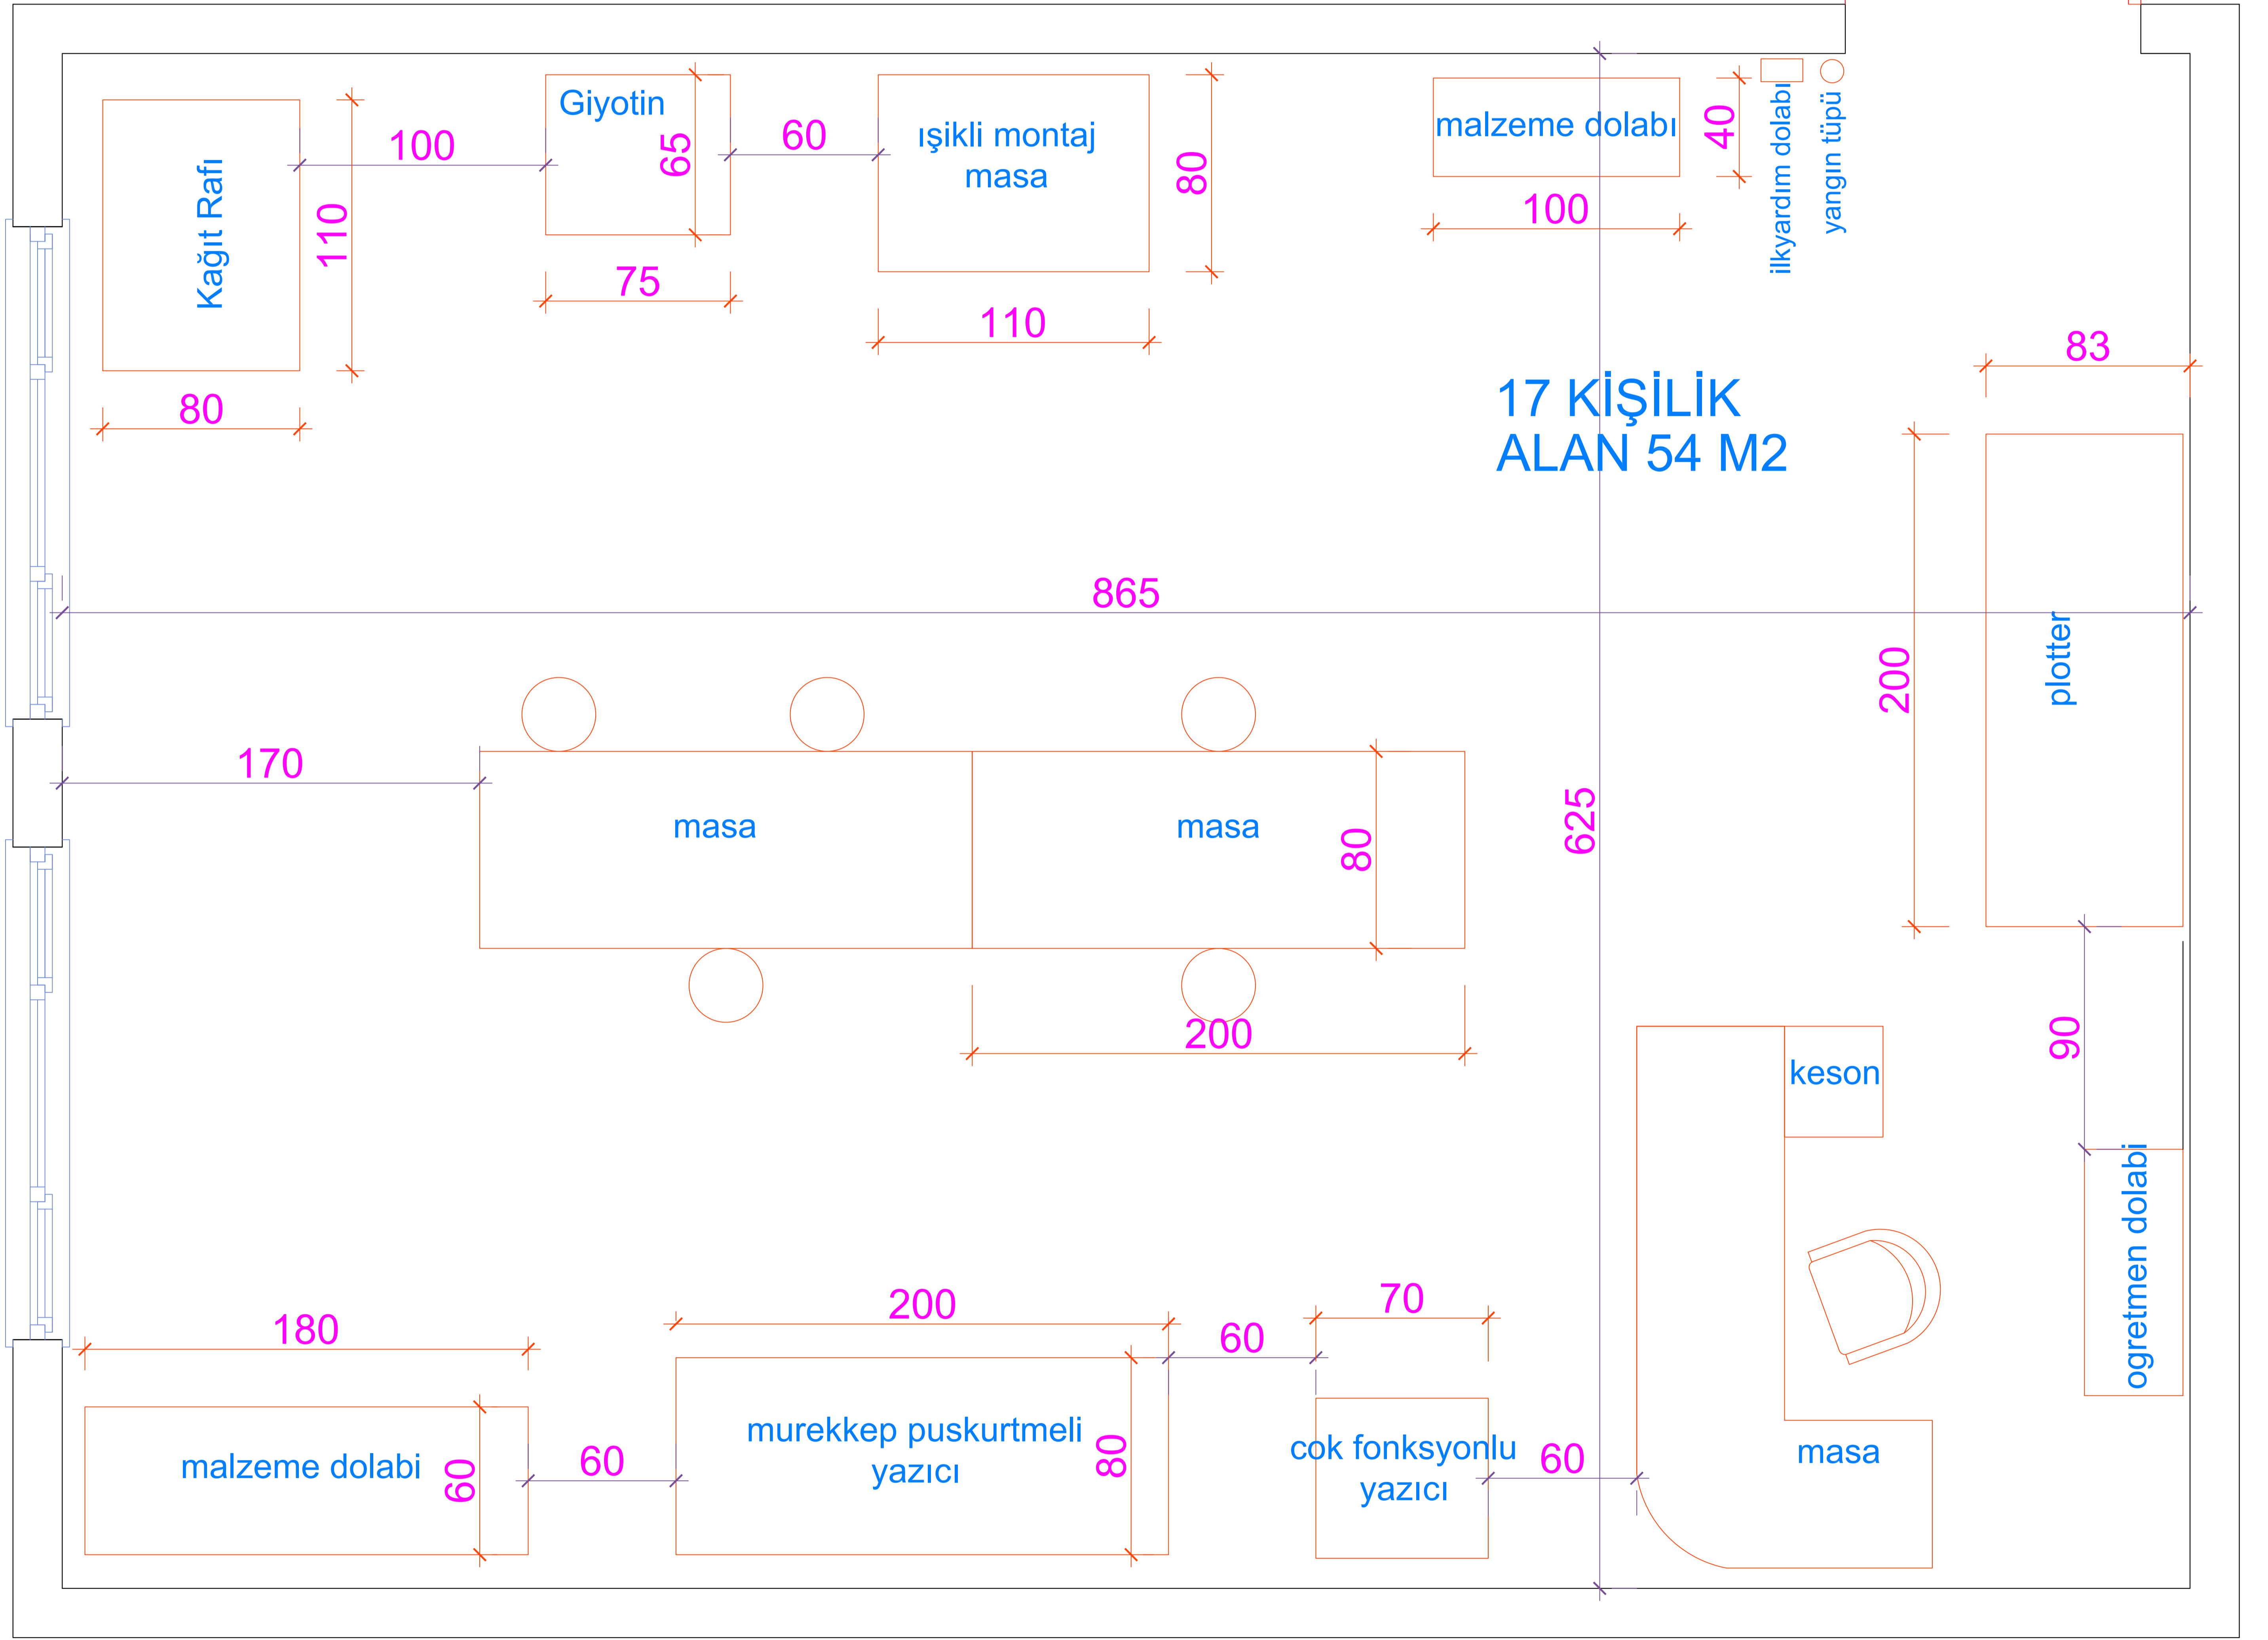 Giyotin
65
60
ışikli montaj
masa
80
malzeme dolabı
40
ilkyardım dolabı
yangın tüpü
100
Kağıt Rafı
110
100
75
110
80
83
17 KİŞİLİK
ALAN 54 M2
865
plotter
200
170
masa
masa
80
625
200
90
keson
ogretmen dolabi
180
200
60
70
malzeme dolabi
60
60
murekkep puskurtmeli
yazıcı
80
cok fonksyonlu
yazıcı
60
masa